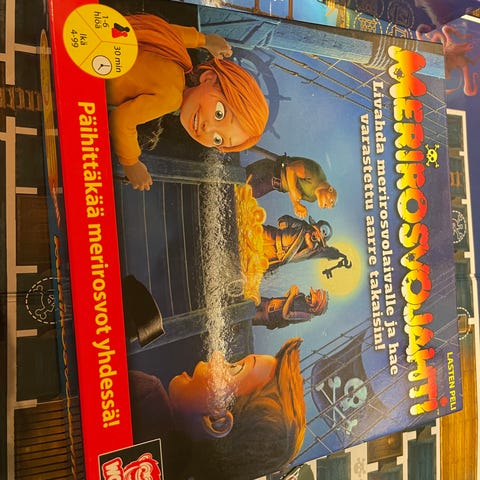 LASTEN PELI
MERIROSVOJAHTI
Livahda merirosvolaivalle ja hae
varastettu aarre takaisin!
1-6
hlöä
30 min
Ikä
4-99
Päihittäkää merirosvot yhdessä!